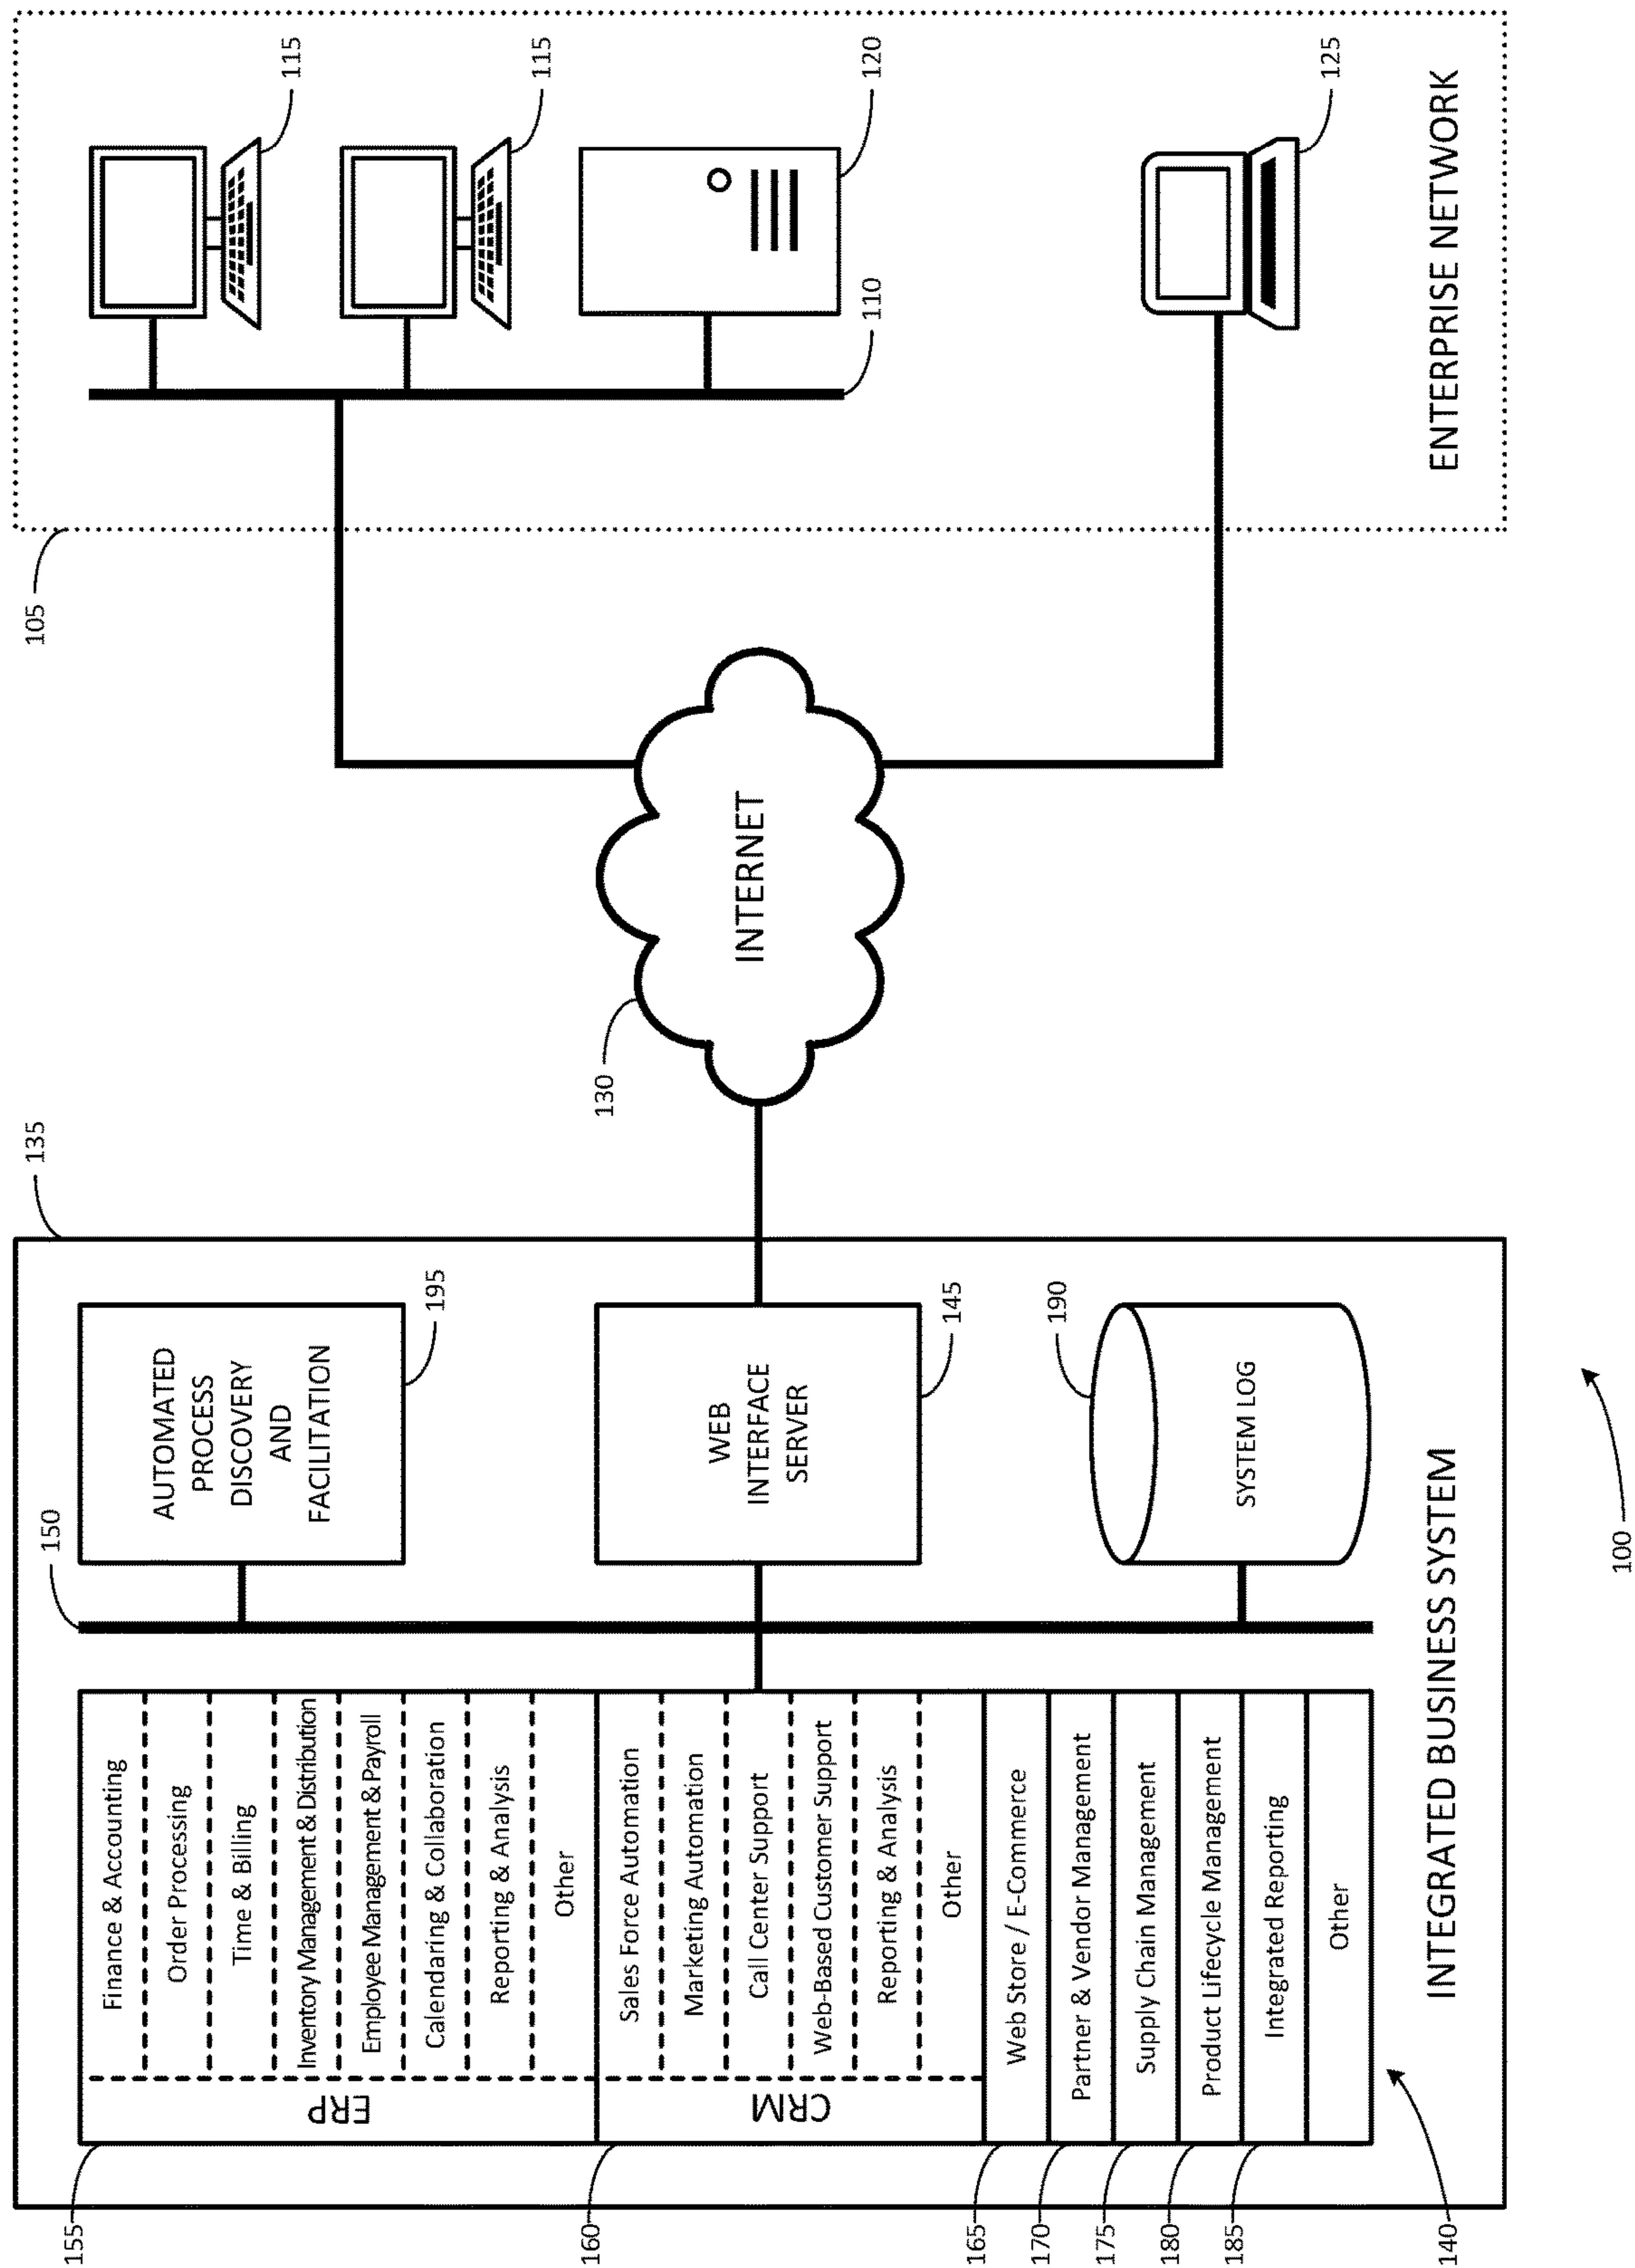 155
160
165
170
175
180
185
140
ERP
Finance & Accounting
Order Processing
Time & Billing
Inventory Management & Distribution
Employee Management & Payroll
Calendaring & Collaboration
Reporting & Analysis
Other
CRM
Sales Force Automation
Marketing Automation
Call Center Support
Web-Based Customer Support
Reporting & Analysis
Other
Web Store / E-Commerce
Partner & Vendor Management
Supply Chain Management
Product Lifecycle Management
Integrated Reporting
Other
150
AUTOMATED
PROCESS
DISCOVERY
AND
FACILITATION
195
WEB
INTERFACE
SERVER
145
190
SYSTEM LOG
INTEGRATED BUSINESS SYSTEM
100
135
130
INTERNET
105
115
115
120
110
125
ENTERPRISE NETWORK